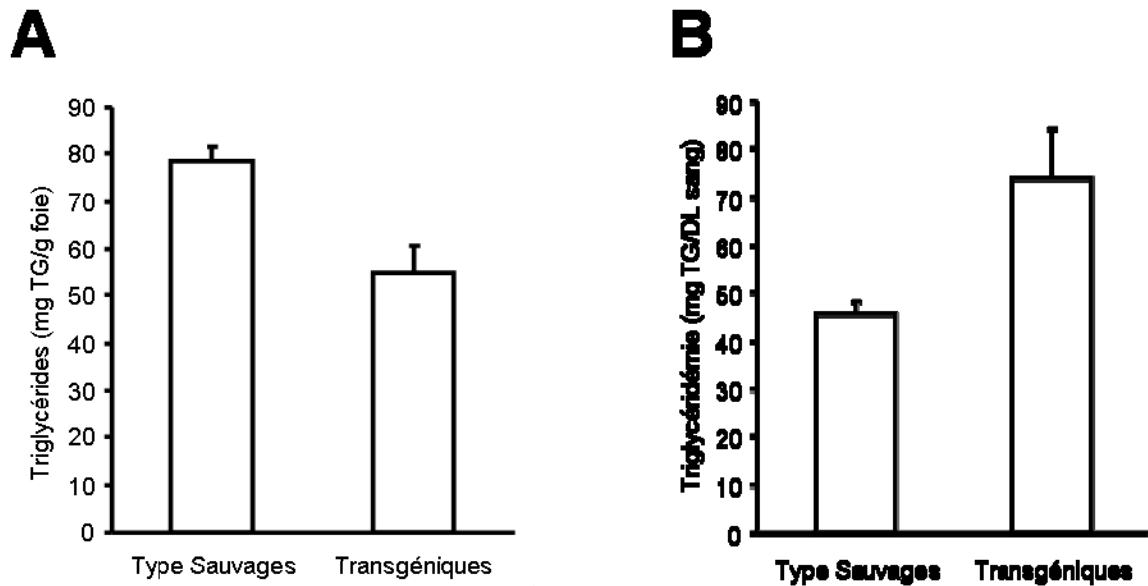 A
Triglycérides (mg TG/g foie)
90
80
70
60
50
40
30
20
10
0
Type Sauvages
Transgéniques
B
Triglycéridémie (mg TG/DL sang)
90
80
70
60
50
40
30
20
10
0
Type Sauvages
Transgéniques